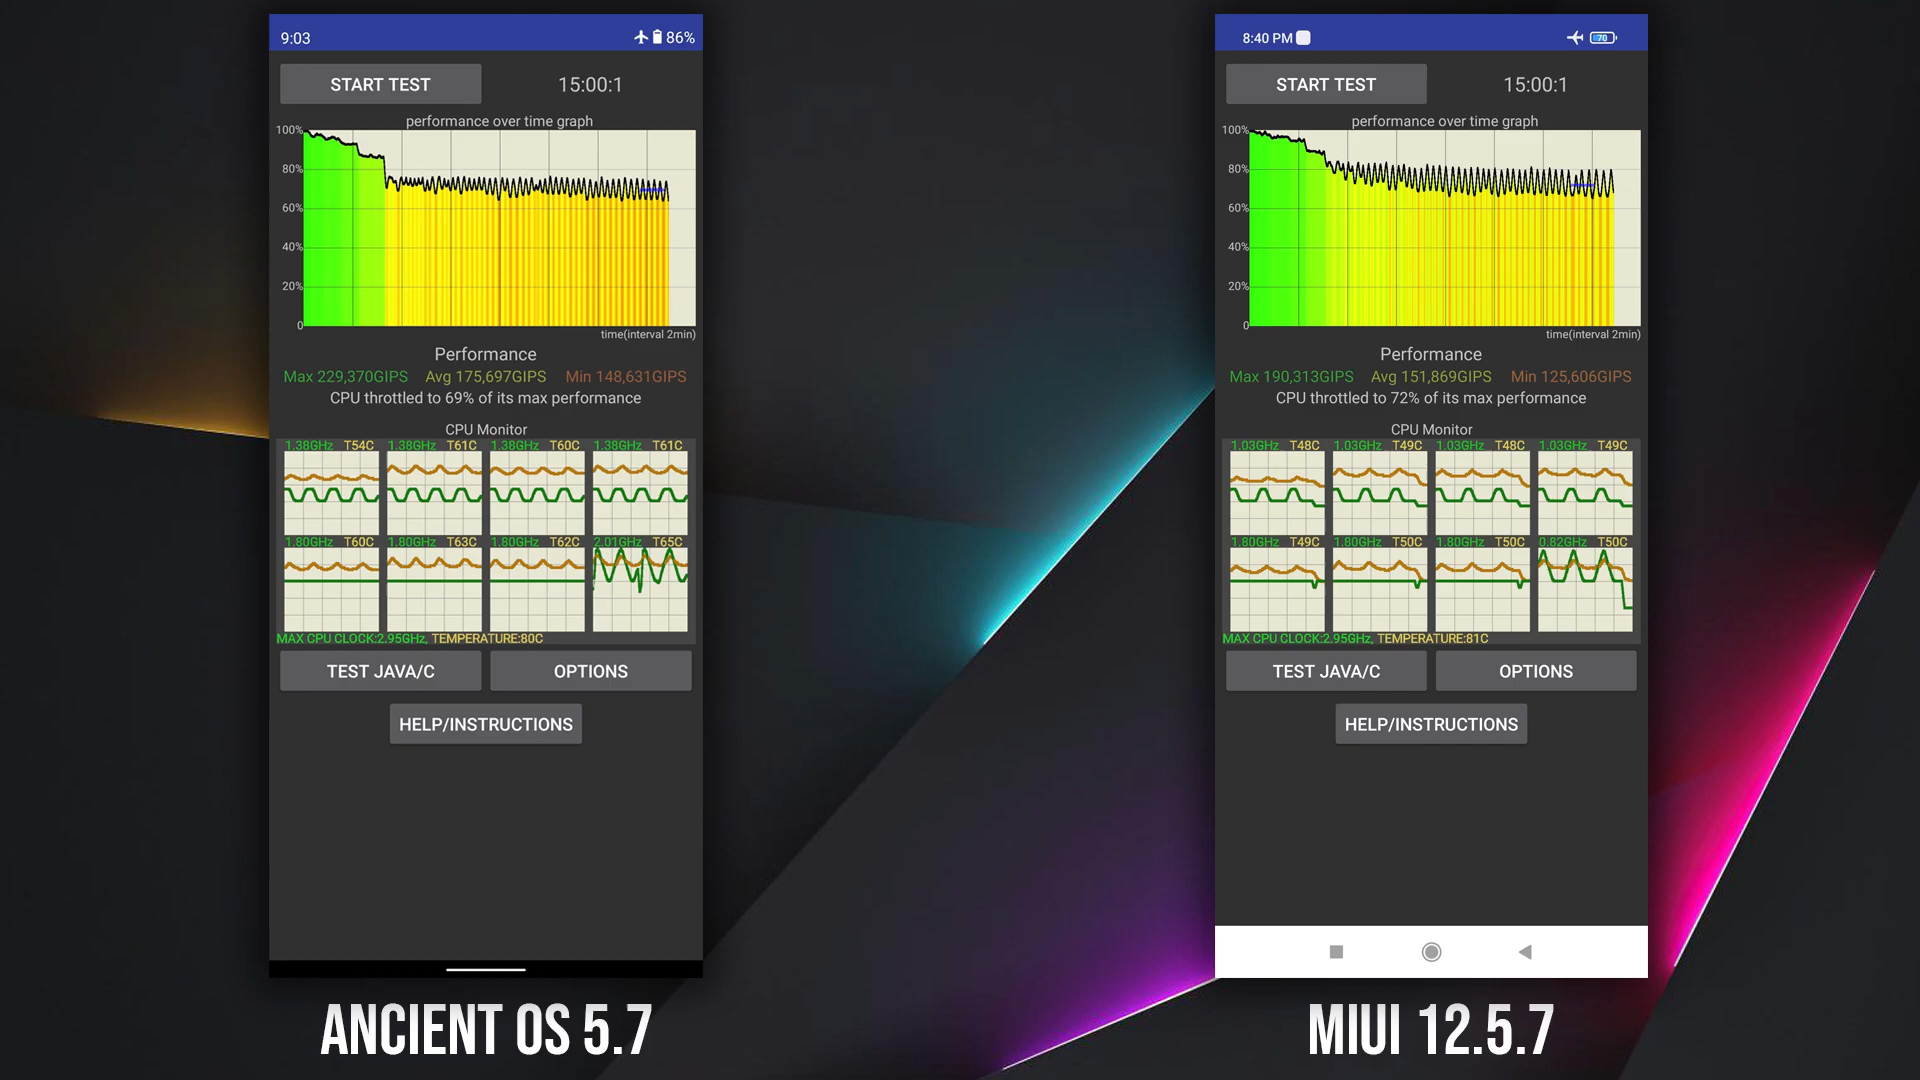 9:03
86%
START TEST
15:00:1
performance over time graph
100%
80%
60%
40%
20%
0
time(interval 2min)
Performance
Max 229,370GIPS Avg 175,697GIPS Min 148,631GIPS
CPU throttled to 69% of its max performance
CPU Monitor
1.38GHz T54C 1.38GHz T61C 1.38GHz T60C 1.38GHz T61C
1.80GHz T60C 1.80GHz T63C 1.80GHz T62C 2.01GHz T65C
MAX CPU CLOCK:2.95GHz, TEMPERATURE:80C
TEST JAVA/C
OPTIONS
HELP/INSTRUCTIONS
ANCIENT OS 5.7
8:40 PM
70
START TEST
15:00:1
performance over time graph
100%
80%
60%
40%
20%
0
time(interval 2min)
Performance
Max 190,313GIPS Avg 151,869GIPS Min 125,606GIPS
CPU throttled to 72% of its max performance
CPU Monitor
1.03GHz T48C 1.03GHz T49C 1.03GHz T48C 1.03GHz T49C
1.80GHz T49C 1.80GHz T50C 1.80GHz T50C 0.82GHz T50C
MAX CPU CLOCK:2.95GHz, TEMPERATURE:81C
TEST JAVA/C
OPTIONS
HELP/INSTRUCTIONS
MIUI 12.5.7